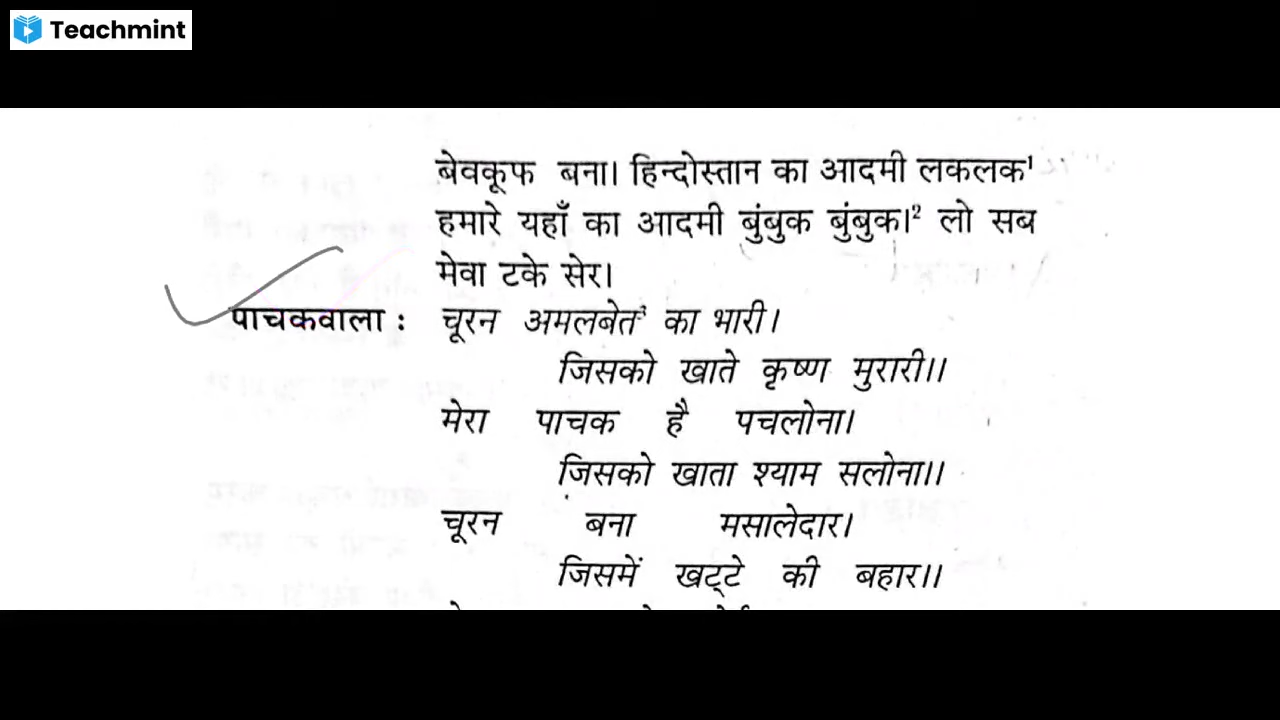 Teachmint
बेवकूफ बना। हिन्दोस्तान का आदमी लकलक¹
हमारे यहाँ का आदमी बुंबुक बुंबुक।² लो सब
मेवा टके सेर।
पाचकवाला : चूरन अमलबेत³ का भारी।
जिसको खाते कृष्ण मुरारी।।
मेरा पाचक है पचलोना।
जिसको खाता श्याम सलोना।।
चूरन बना मसालेदार।
जिसमें खट्टे की बहार।।